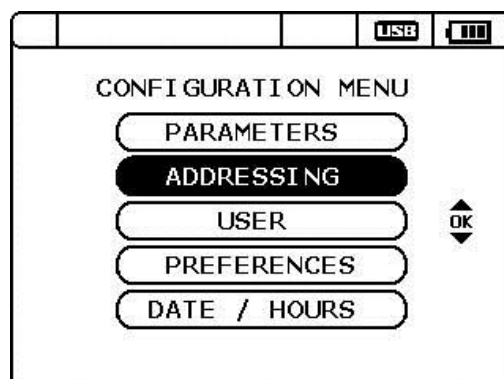 USB
CONFIGURATION MENU
PARAMETERS
ADDRESSING
USER
OK
PREFERENCES
DATE / HOURS